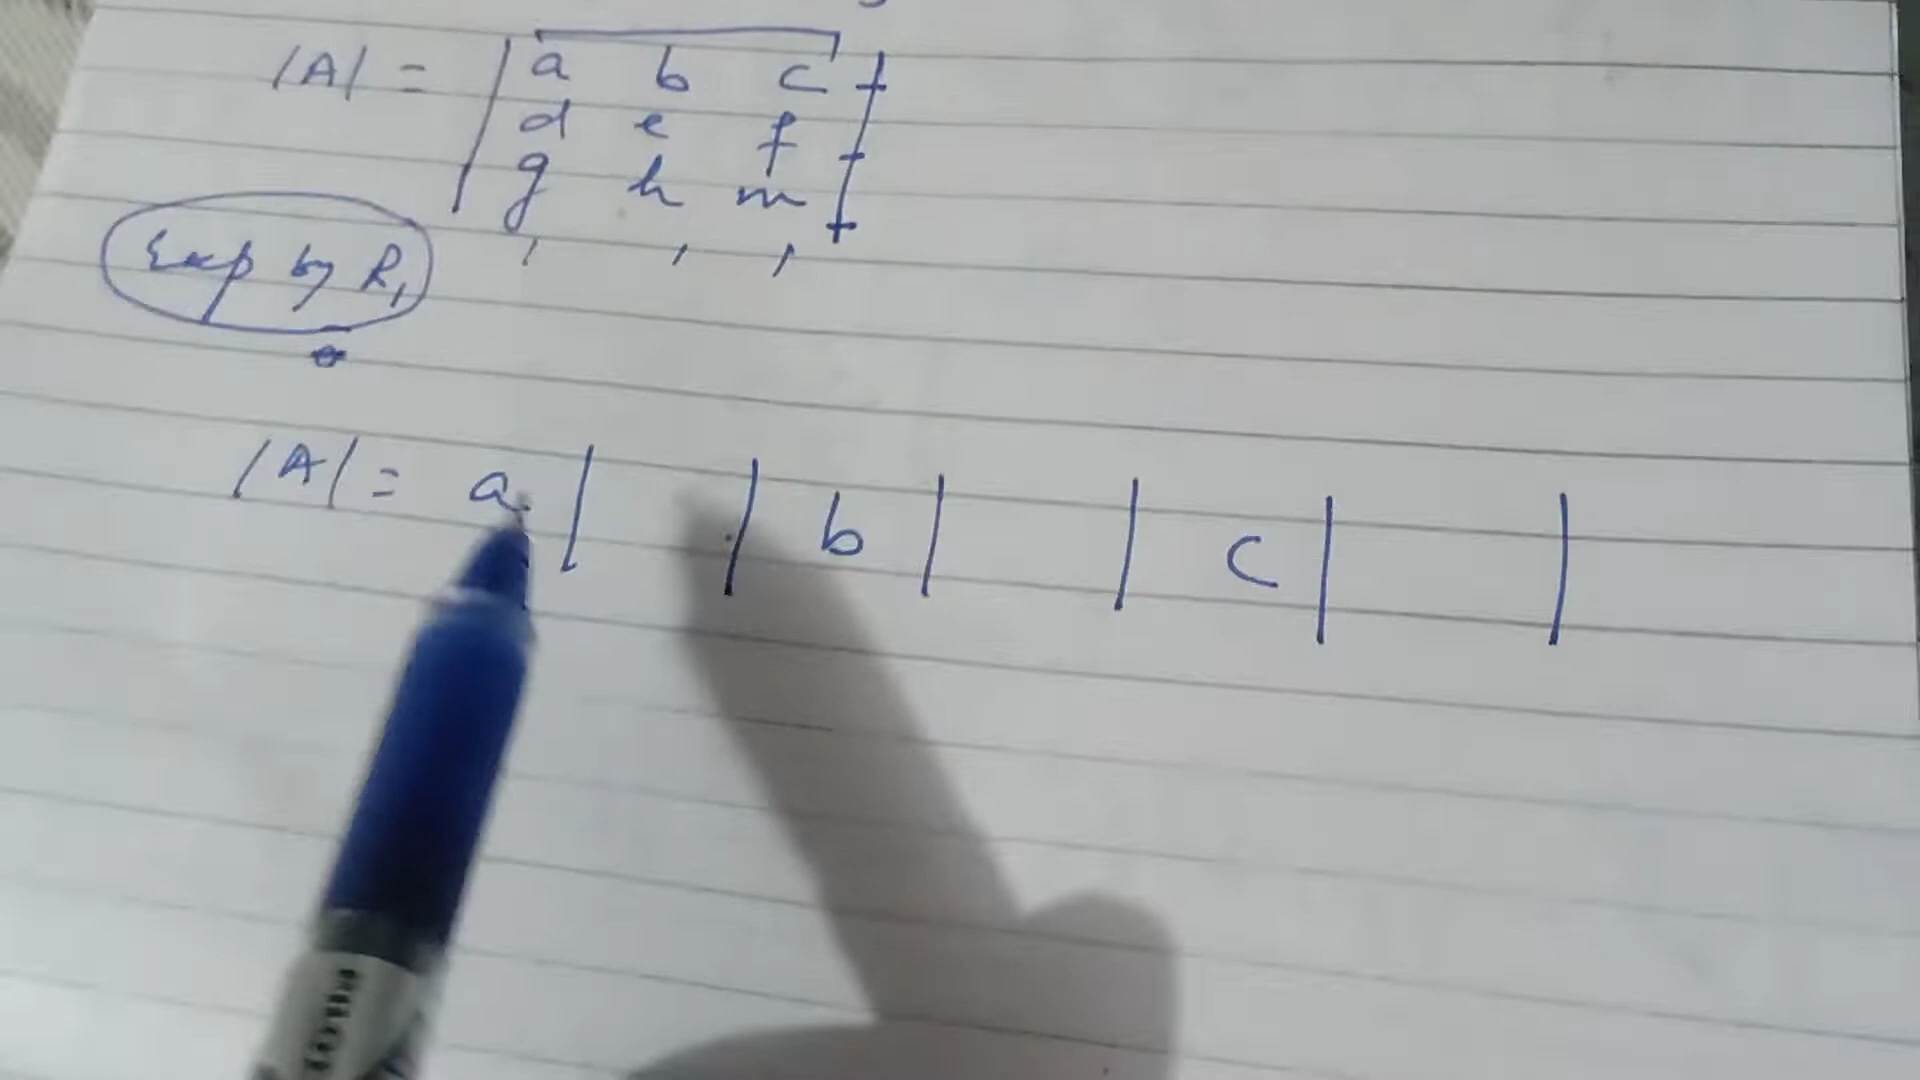 |A| = | a b c |
d e f
g h m
Exp by R₁
|A| = a | | b | | c | |